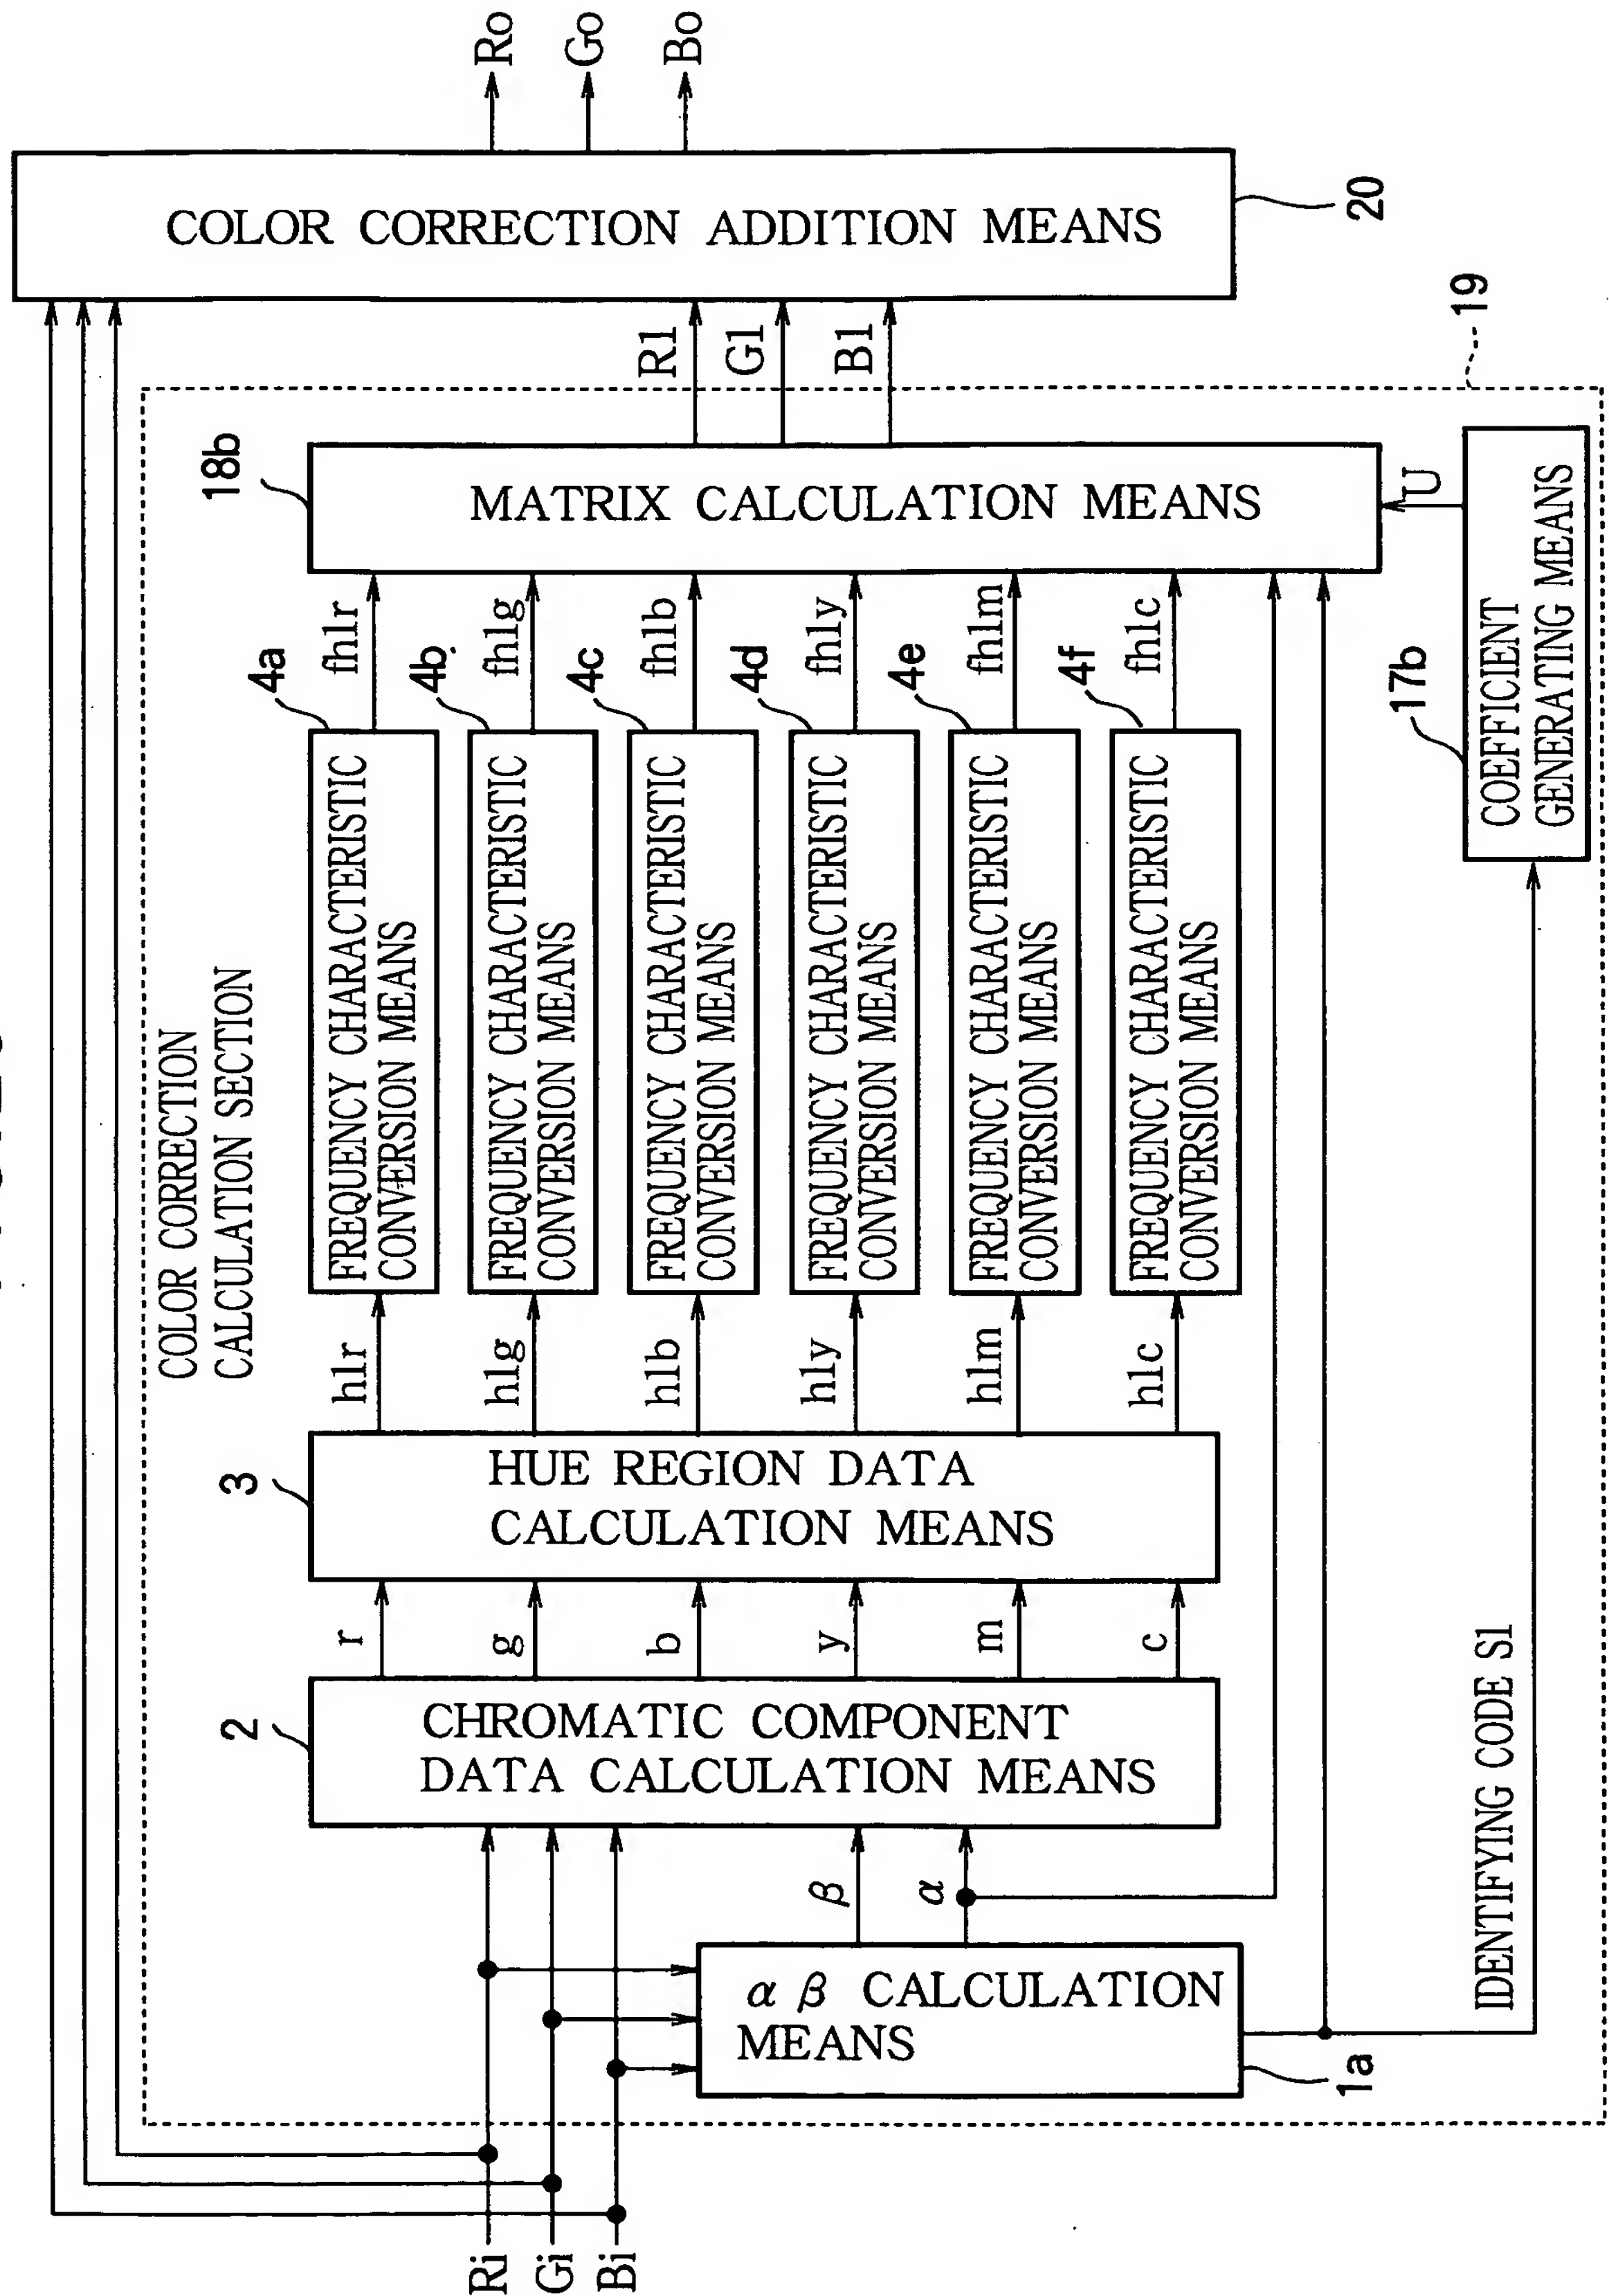 COLOR CORRECTION
CALCULATION SECTION
19
Ri
Gi
Bi
α β CALCULATION
MEANS
1a
β
α
IDENTIFYING CODE S1
2
CHROMATIC COMPONENT
DATA CALCULATION MEANS
r
g
b
y
m
c
3
HUE REGION DATA
CALCULATION MEANS
h1r
h1g
h1b
h1y
h1m
h1c
4a
FREQUENCY CHARACTERISTIC
CONVERSION MEANS
4b
FREQUENCY CHARACTERISTIC
CONVERSION MEANS
4c
FREQUENCY CHARACTERISTIC
CONVERSION MEANS
4d
FREQUENCY CHARACTERISTIC
CONVERSION MEANS
4e
FREQUENCY CHARACTERISTIC
CONVERSION MEANS
4f
FREQUENCY CHARACTERISTIC
CONVERSION MEANS
fh1r
fh1g
fh1b
fh1y
fh1m
fh1c
18b
MATRIX CALCULATION MEANS
U
17b
COEFFICIENT
GENERATING MEANS
R1
G1
B1
COLOR CORRECTION ADDITION MEANS
20
Ro
Go
Bo